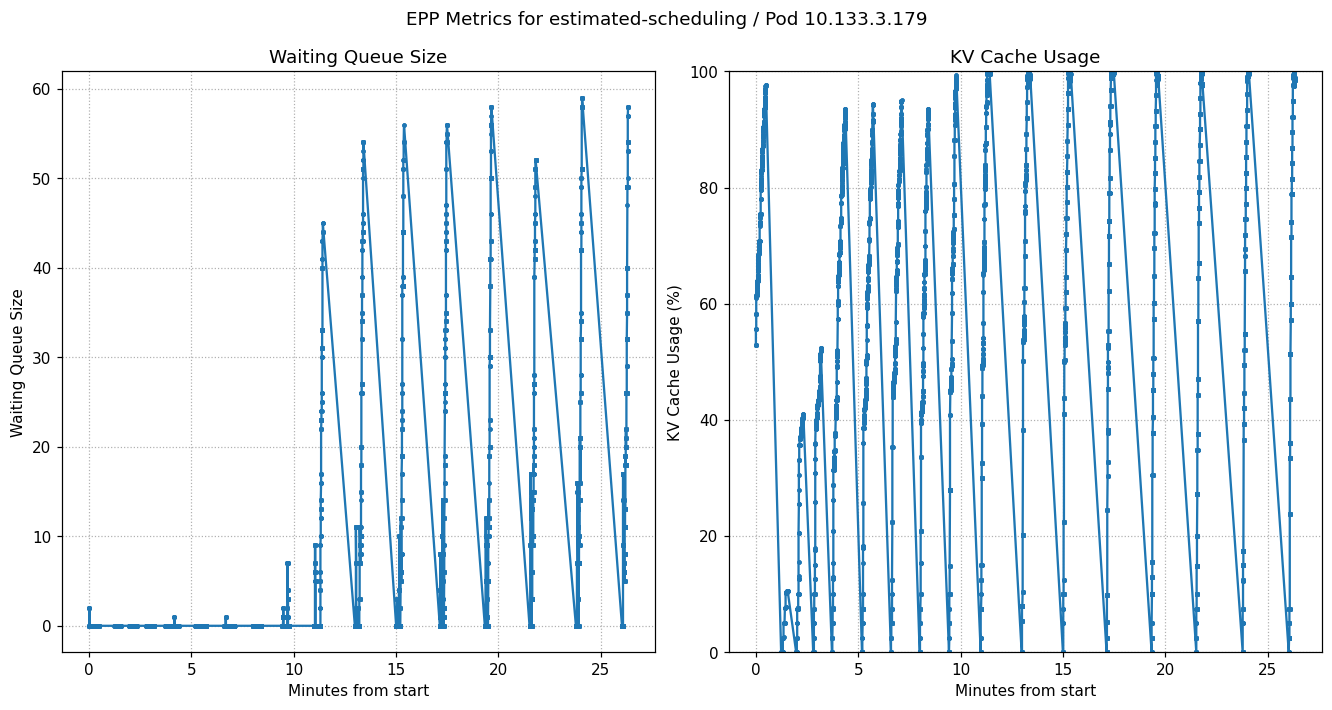 EPP Metrics for estimated-scheduling / Pod 10.133.3.179
Waiting Queue Size
Waiting Queue Size
60
50
40
30
20
10
0
0 5 10 15 20 25
Minutes from start
KV Cache Usage
KV Cache Usage (%)
100
80
60
40
20
0
0 5 10 15 20 25
Minutes from start